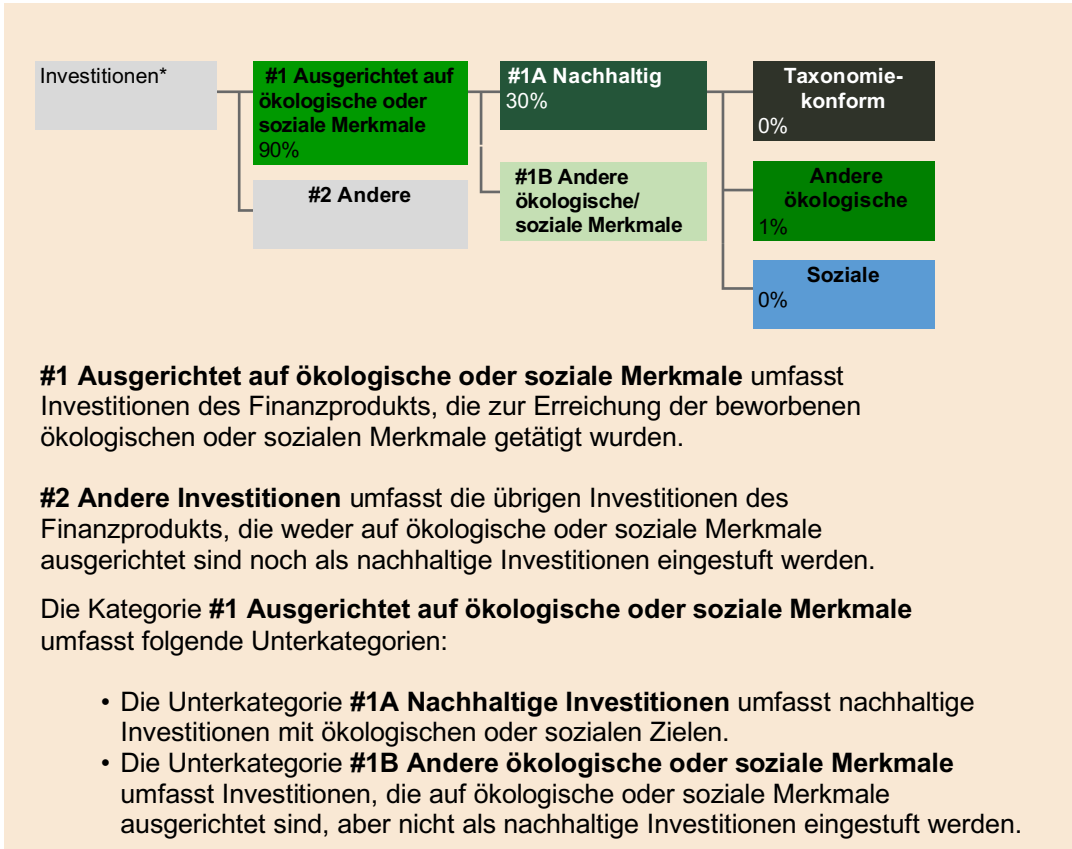 Investitionen*
#1 Ausgerichtet auf
ökologische oder
soziale Merkmale
90%
#2 Andere
#1A Nachhaltig
30%
#1B Andere
ökologische/
soziale Merkmale
Taxonomie-
konform
0%
Andere
ökologische
1%
Soziale
0%
#1 Ausgerichtet auf ökologische oder soziale Merkmale umfasst
Investitionen des Finanzprodukts, die zur Erreichung der beworbenen
ökologischen oder sozialen Merkmale getätigt wurden.
#2 Andere Investitionen umfasst die übrigen Investitionen des
Finanzprodukts, die weder auf ökologische oder soziale Merkmale
ausgerichtet sind noch als nachhaltige Investitionen eingestuft werden.
Die Kategorie #1 Ausgerichtet auf ökologische oder soziale Merkmale
umfasst folgende Unterkategorien:
• Die Unterkategorie #1A Nachhaltige Investitionen umfasst nachhaltige
Investitionen mit ökologischen oder sozialen Zielen.
• Die Unterkategorie #1B Andere ökologische oder soziale Merkmale
umfasst Investitionen, die auf ökologische oder soziale Merkmale
ausgerichtet sind, aber nicht als nachhaltige Investitionen eingestuft werden.